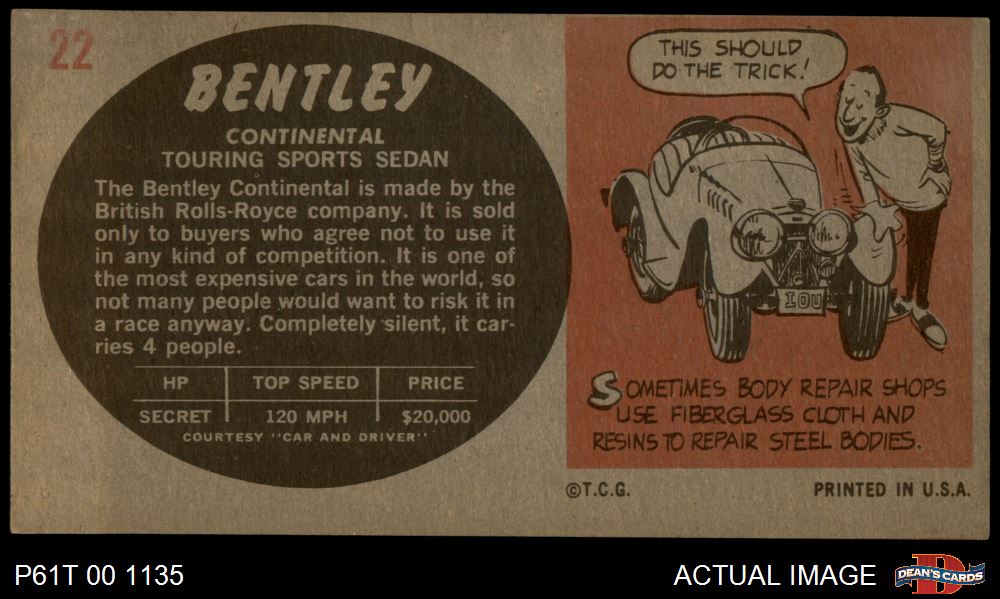 22
BENTLEY
CONTINENTAL
TOURING SPORTS SEDAN
The Bentley Continental is made by the
British Rolls-Royce company. It is sold
only to buyers who agree not to use it
in any kind of competition. It is one of
the most expensive cars in the world, so
not many people would want to risk it in
a race anyway. Completely silent, it car-
ries 4 people.
HP TOP SPEED PRICE
SECRET 120 MPH $20,000
COURTESY "CAR AND DRIVER"
THIS SHOULD
DO THE TRICK!
IOU
SOMETIMES BODY REPAIR SHOPS
USE FIBERGLASS CLOTH AND
RESINS TO REPAIR STEEL BODIES.
©T.C.G. PRINTED IN U.S.A.
P61T 00 1135 ACTUAL IMAGE
D
DEAN'S CARDS